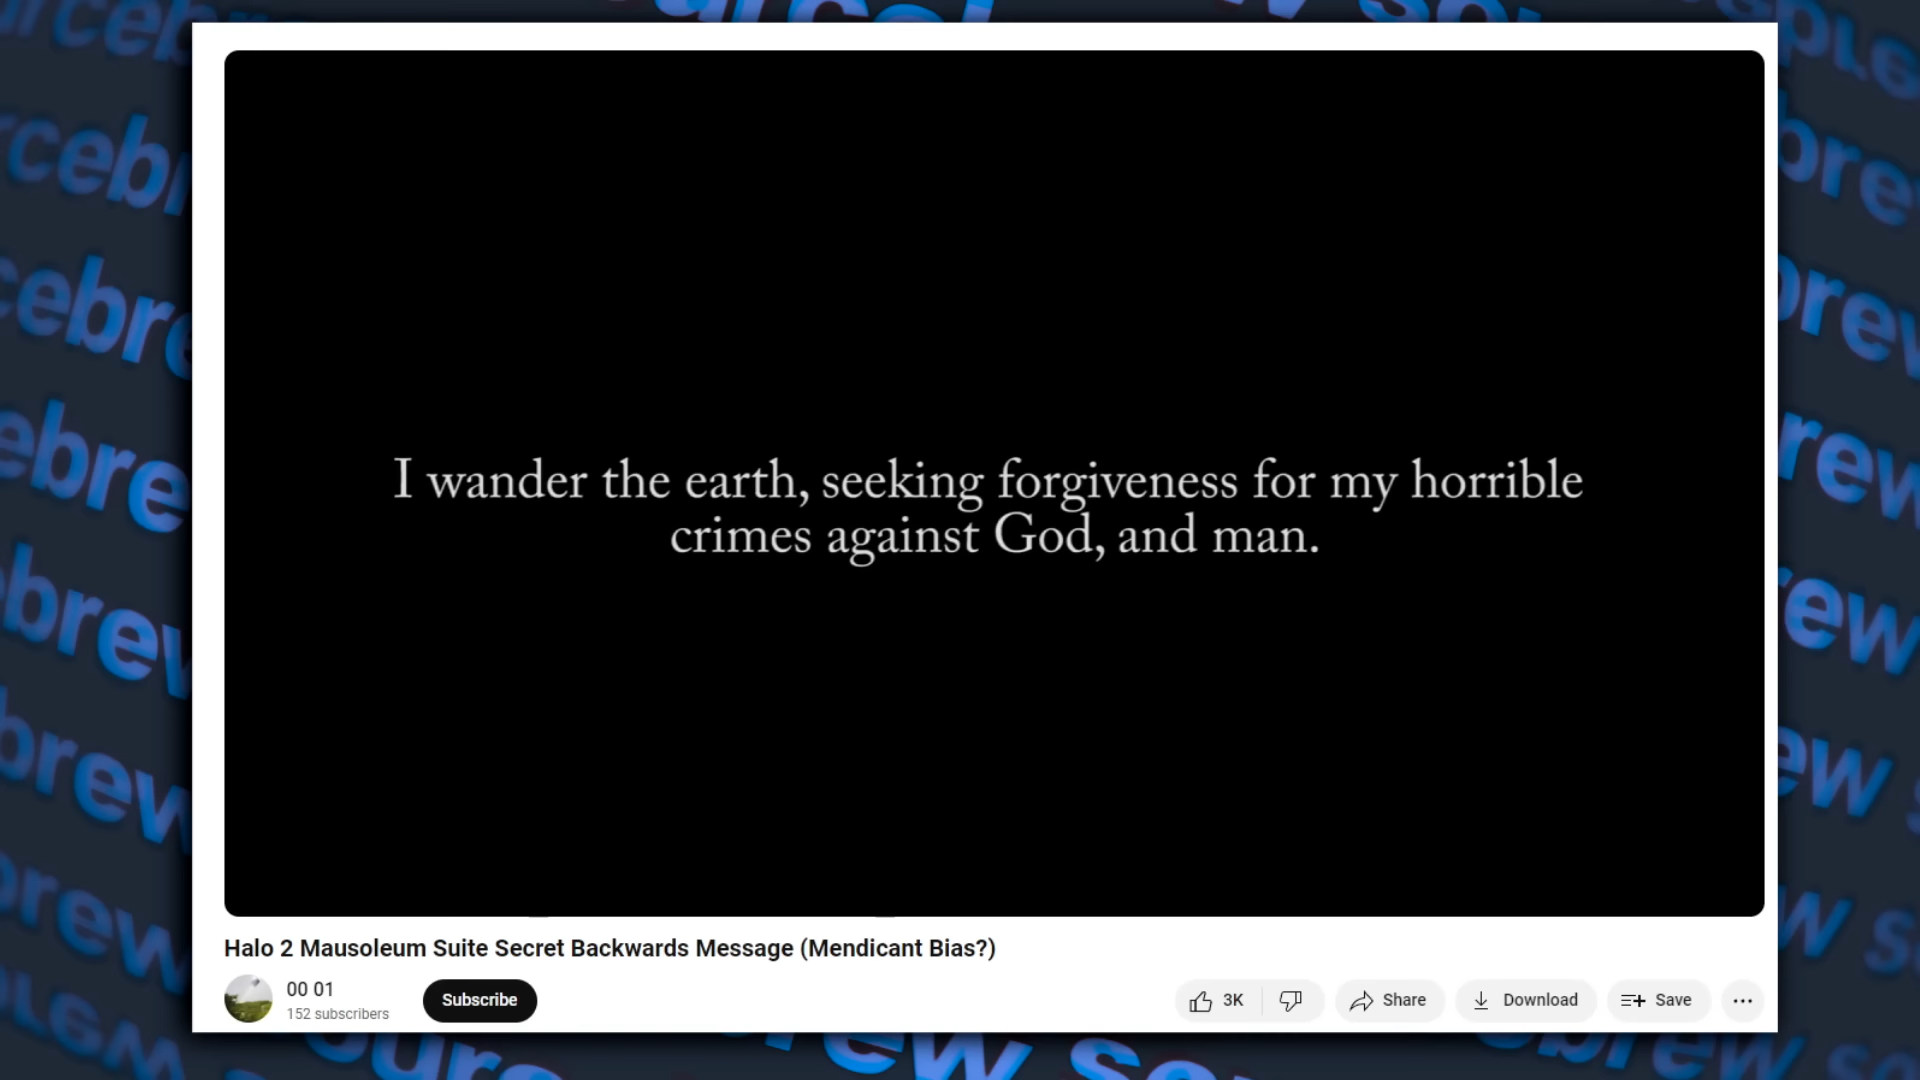 I wander the earth, seeking forgiveness for my horrible
crimes against God, and man.
Halo 2 Mausoleum Suite Secret Backwards Message (Mendicant Bias?)
00 01
152 subscribers
Subscribe
3K
Share
Download
Save